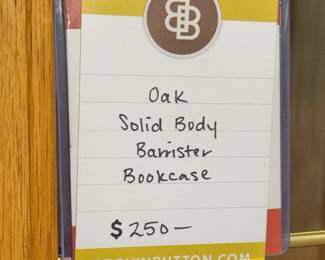 Oak
Solid Body
Barrister
Bookcase
$250—